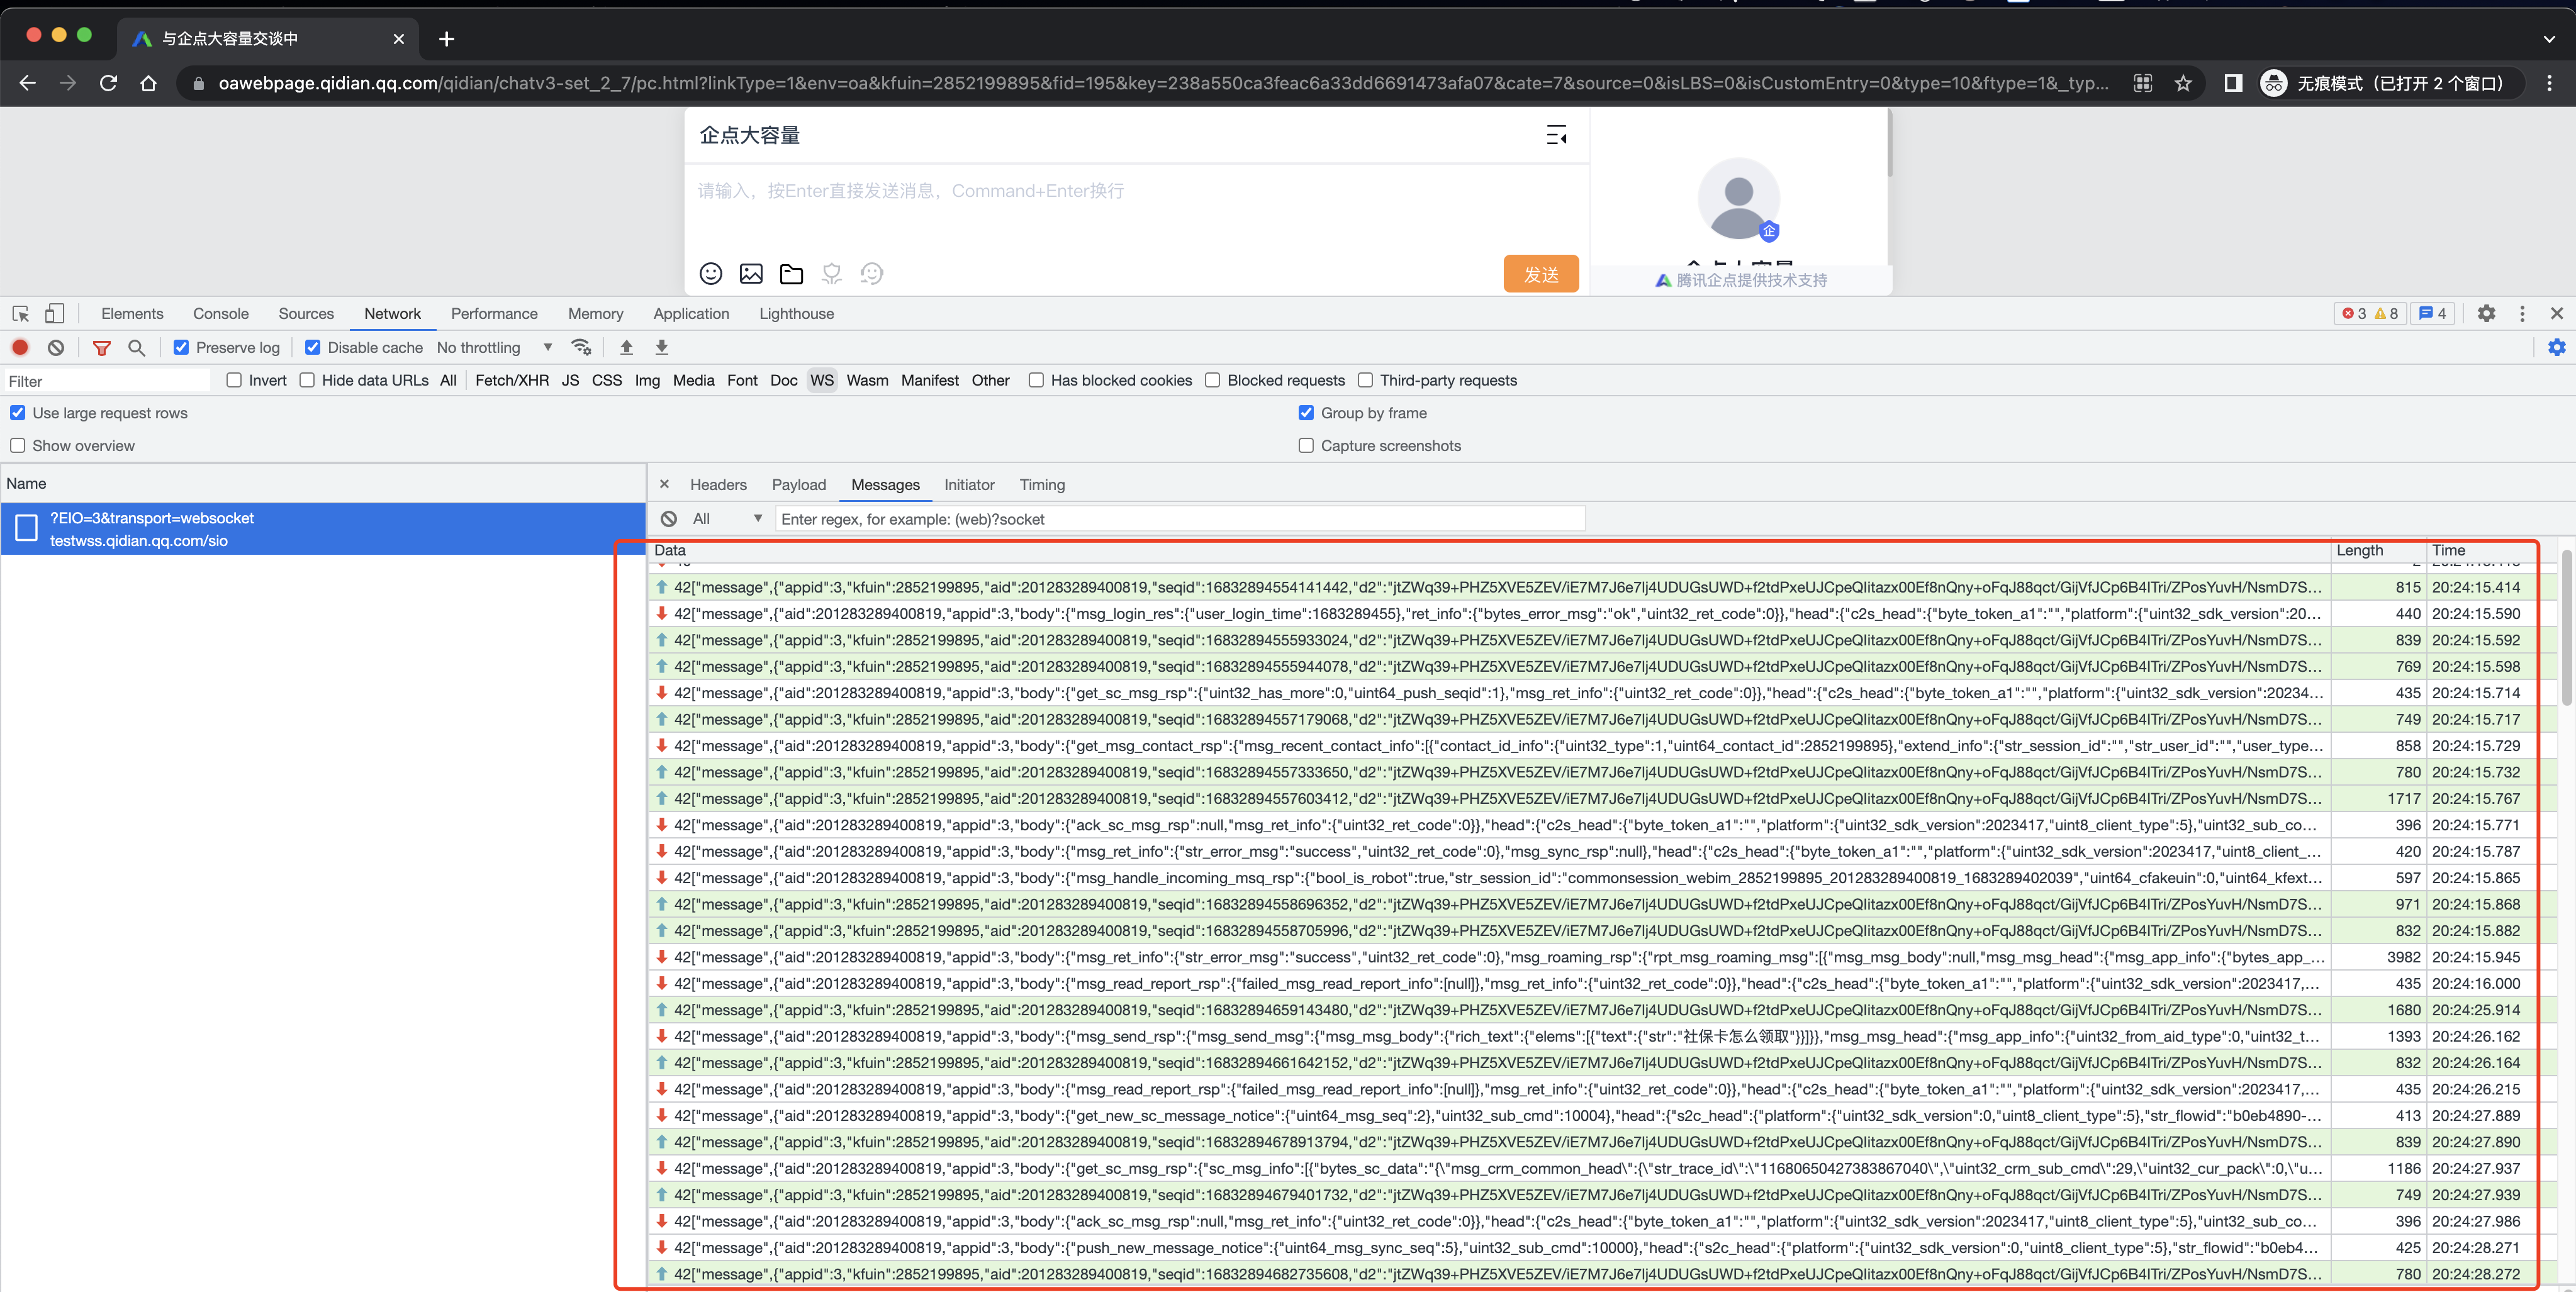 与企点大容量交谈中
oawebpage.qidian.qq.com/qidian/chatv3-set_2_7/pc.html?linkType=1&env=oa&kfuin=2852199895&fid=195&key=238a550ca3feac6a33dd6691473afa07&cate=7&source=0&isLBS=0&isCustomEntry=0&type=10&ftype=1&_typ...
无痕模式（已打开 2 个窗口）
企点大容量
请输入，按Enter直接发送消息，Command+Enter换行
企
发送
腾讯企点提供技术支持
Elements Console Sources Network Performance Memory Application Lighthouse 3 8 4
Preserve log Disable cache No throttling
Filter Invert Hide data URLs All Fetch/XHR JS CSS Img Media Font Doc WS Wasm Manifest Other Has blocked cookies Blocked requests Third-party requests
Use large request rows Group by frame
Show overview Capture screenshots
Name
?EIO=3&transport=websocket
testwss.qidian.qq.com/sio
Headers Payload Messages Initiator Timing
All Enter regex, for example: (web)?socket
Data Length Time
42["message",{"appid":3,"kfuin":2852199895,"aid":201283289400819,"seqid":16832894554141442,"d2":"jtZWq39+PHZ5XVE5ZEV/iE7M7J6e7lj4UDUGsUWD+f2tdPxeUJCpeQIitazx00Ef8nQny+oFqJ88qct/GijVfJCp6B4ITri/ZPosYuvH/NsmD7S... 815 20:24:15.414
42["message",{"aid":201283289400819,"appid":3,"body":{"msg_login_res":{"user_login_time":1683289455},"ret_info":{"bytes_error_msg":"ok","uint32_ret_code":0}},"head":{"c2s_head":{"byte_token_a1":"","platform":{"uint32_sdk_version":20... 440 20:24:15.590
42["message",{"appid":3,"kfuin":2852199895,"aid":201283289400819,"seqid":16832894555933024,"d2":"jtZWq39+PHZ5XVE5ZEV/iE7M7J6e7lj4UDUGsUWD+f2tdPxeUJCpeQIitazx00Ef8nQny+oFqJ88qct/GijVfJCp6B4ITri/ZPosYuvH/NsmD7S... 839 20:24:15.592
42["message",{"appid":3,"kfuin":2852199895,"aid":201283289400819,"seqid":16832894555944078,"d2":"jtZWq39+PHZ5XVE5ZEV/iE7M7J6e7lj4UDUGsUWD+f2tdPxeUJCpeQIitazx00Ef8nQny+oFqJ88qct/GijVfJCp6B4ITri/ZPosYuvH/NsmD7S... 769 20:24:15.598
42["message",{"aid":201283289400819,"appid":3,"body":{"get_sc_msg_rsp":{"uint32_has_more":0,"uint64_push_seqid":1},"msg_ret_info":{"uint32_ret_code":0}},"head":{"c2s_head":{"byte_token_a1":"","platform":{"uint32_sdk_version":20234... 435 20:24:15.714
42["message",{"appid":3,"kfuin":2852199895,"aid":201283289400819,"seqid":16832894557179068,"d2":"jtZWq39+PHZ5XVE5ZEV/iE7M7J6e7lj4UDUGsUWD+f2tdPxeUJCpeQIitazx00Ef8nQny+oFqJ88qct/GijVfJCp6B4ITri/ZPosYuvH/NsmD7S... 749 20:24:15.717
42["message",{"aid":201283289400819,"appid":3,"body":{"get_msg_contact_rsp":{"msg_recent_contact_info":[{"contact_id_info":{"uint32_type":1,"uint64_contact_id":2852199895},"extend_info":{"str_session_id":"","str_user_id":"","user_type... 858 20:24:15.729
42["message",{"appid":3,"kfuin":2852199895,"aid":201283289400819,"seqid":16832894557333650,"d2":"jtZWq39+PHZ5XVE5ZEV/iE7M7J6e7lj4UDUGsUWD+f2tdPxeUJCpeQIitazx00Ef8nQny+oFqJ88qct/GijVfJCp6B4ITri/ZPosYuvH/NsmD7S... 780 20:24:15.732
42["message",{"appid":3,"kfuin":2852199895,"aid":201283289400819,"seqid":16832894557603412,"d2":"jtZWq39+PHZ5XVE5ZEV/iE7M7J6e7lj4UDUGsUWD+f2tdPxeUJCpeQIitazx00Ef8nQny+oFqJ88qct/GijVfJCp6B4ITri/ZPosYuvH/NsmD7S... 1717 20:24:15.767
42["message",{"aid":201283289400819,"appid":3,"body":{"ack_sc_msg_rsp":null,"msg_ret_info":{"uint32_ret_code":0}},"head":{"c2s_head":{"byte_token_a1":"","platform":{"uint32_sdk_version":2023417,"uint8_client_type":5},"uint32_sub_co... 396 20:24:15.771
42["message",{"aid":201283289400819,"appid":3,"body":{"msg_ret_info":{"str_error_msg":"success","uint32_ret_code":0},"msg_sync_rsp":null},"head":{"c2s_head":{"byte_token_a1":"","platform":{"uint32_sdk_version":2023417,"uint8_client_... 420 20:24:15.787
42["message",{"aid":201283289400819,"appid":3,"body":{"msg_handle_incoming_msq_rsp":{"bool_is_robot":true,"str_session_id":"commonsession_webim_2852199895_201283289400819_1683289402039","uint64_cfakeuin":0,"uint64_kfext... 597 20:24:15.865
42["message",{"appid":3,"kfuin":2852199895,"aid":201283289400819,"seqid":16832894558696352,"d2":"jtZWq39+PHZ5XVE5ZEV/iE7M7J6e7lj4UDUGsUWD+f2tdPxeUJCpeQIitazx00Ef8nQny+oFqJ88qct/GijVfJCp6B4ITri/ZPosYuvH/NsmD7S... 971 20:24:15.868
42["message",{"appid":3,"kfuin":2852199895,"aid":201283289400819,"seqid":16832894558705996,"d2":"jtZWq39+PHZ5XVE5ZEV/iE7M7J6e7lj4UDUGsUWD+f2tdPxeUJCpeQIitazx00Ef8nQny+oFqJ88qct/GijVfJCp6B4ITri/ZPosYuvH/NsmD7S... 832 20:24:15.882
42["message",{"aid":201283289400819,"appid":3,"body":{"msg_ret_info":{"str_error_msg":"success","uint32_ret_code":0},"msg_roaming_rsp":{"rpt_msg_roaming_msg":[{"msg_msg_body":null,"msg_msg_head":{"msg_app_info":{"bytes_app_... 3982 20:24:15.945
42["message",{"aid":201283289400819,"appid":3,"body":{"msg_read_report_rsp":{"failed_msg_read_report_info":[null]},"msg_ret_info":{"uint32_ret_code":0}},"head":{"c2s_head":{"byte_token_a1":"","platform":{"uint32_sdk_version":2023417,... 435 20:24:16.000
42["message",{"appid":3,"kfuin":2852199895,"aid":201283289400819,"seqid":16832894659143480,"d2":"jtZWq39+PHZ5XVE5ZEV/iE7M7J6e7lj4UDUGsUWD+f2tdPxeUJCpeQIitazx00Ef8nQny+oFqJ88qct/GijVfJCp6B4ITri/ZPosYuvH/NsmD7S... 1680 20:24:25.914
42["message",{"aid":201283289400819,"appid":3,"body":{"msg_send_rsp":{"msg_send_msg":{"msg_msg_body":{"rich_text":{"elems":[{"text":{"str":"社保卡怎么领取"}}]}},"msg_msg_head":{"msg_app_info":{"uint32_from_aid_type":0,"uint32_t... 1393 20:24:26.162
42["message",{"appid":3,"kfuin":2852199895,"aid":201283289400819,"seqid":16832894661642152,"d2":"jtZWq39+PHZ5XVE5ZEV/iE7M7J6e7lj4UDUGsUWD+f2tdPxeUJCpeQIitazx00Ef8nQny+oFqJ88qct/GijVfJCp6B4ITri/ZPosYuvH/NsmD7S... 832 20:24:26.164
42["message",{"aid":201283289400819,"appid":3,"body":{"msg_read_report_rsp":{"failed_msg_read_report_info":[null]},"msg_ret_info":{"uint32_ret_code":0}},"head":{"c2s_head":{"byte_token_a1":"","platform":{"uint32_sdk_version":2023417,... 435 20:24:26.215
42["message",{"aid":201283289400819,"appid":3,"body":{"get_new_sc_message_notice":{"uint64_msg_seq":2},"uint32_sub_cmd":10004},"head":{"s2c_head":{"platform":{"uint32_sdk_version":0,"uint8_client_type":5},"str_flowid":"b0eb4890-... 413 20:24:27.889
42["message",{"appid":3,"kfuin":2852199895,"aid":201283289400819,"seqid":16832894678913794,"d2":"jtZWq39+PHZ5XVE5ZEV/iE7M7J6e7lj4UDUGsUWD+f2tdPxeUJCpeQIitazx00Ef8nQny+oFqJ88qct/GijVfJCp6B4ITri/ZPosYuvH/NsmD7S... 839 20:24:27.890
42["message",{"aid":201283289400819,"appid":3,"body":{"get_sc_msg_rsp":{"sc_msg_info":[{"bytes_sc_data":"{\"msg_crm_common_head\":{\"str_trace_id\":\"11680650427383867040\",\"uint32_crm_sub_cmd\":29,\"uint32_cur_pack\":0,\"u... 1186 20:24:27.937
42["message",{"appid":3,"kfuin":2852199895,"aid":201283289400819,"seqid":16832894679401732,"d2":"jtZWq39+PHZ5XVE5ZEV/iE7M7J6e7lj4UDUGsUWD+f2tdPxeUJCpeQIitazx00Ef8nQny+oFqJ88qct/GijVfJCp6B4ITri/ZPosYuvH/NsmD7S... 749 20:24:27.939
42["message",{"aid":201283289400819,"appid":3,"body":{"ack_sc_msg_rsp":null,"msg_ret_info":{"uint32_ret_code":0}},"head":{"c2s_head":{"byte_token_a1":"","platform":{"uint32_sdk_version":2023417,"uint8_client_type":5},"uint32_sub_co... 396 20:24:27.986
42["message",{"aid":201283289400819,"appid":3,"body":{"push_new_message_notice":{"uint64_msg_sync_seq":5},"uint32_sub_cmd":10000},"head":{"s2c_head":{"platform":{"uint32_sdk_version":0,"uint8_client_type":5},"str_flowid":"b0eb4... 425 20:24:28.271
42["message",{"appid":3,"kfuin":2852199895,"aid":201283289400819,"seqid":16832894682735608,"d2":"jtZWq39+PHZ5XVE5ZEV/iE7M7J6e7lj4UDUGsUWD+f2tdPxeUJCpeQIitazx00Ef8nQny+oFqJ88qct/GijVfJCp6B4ITri/ZPosYuvH/NsmD7S... 780 20:24:28.272